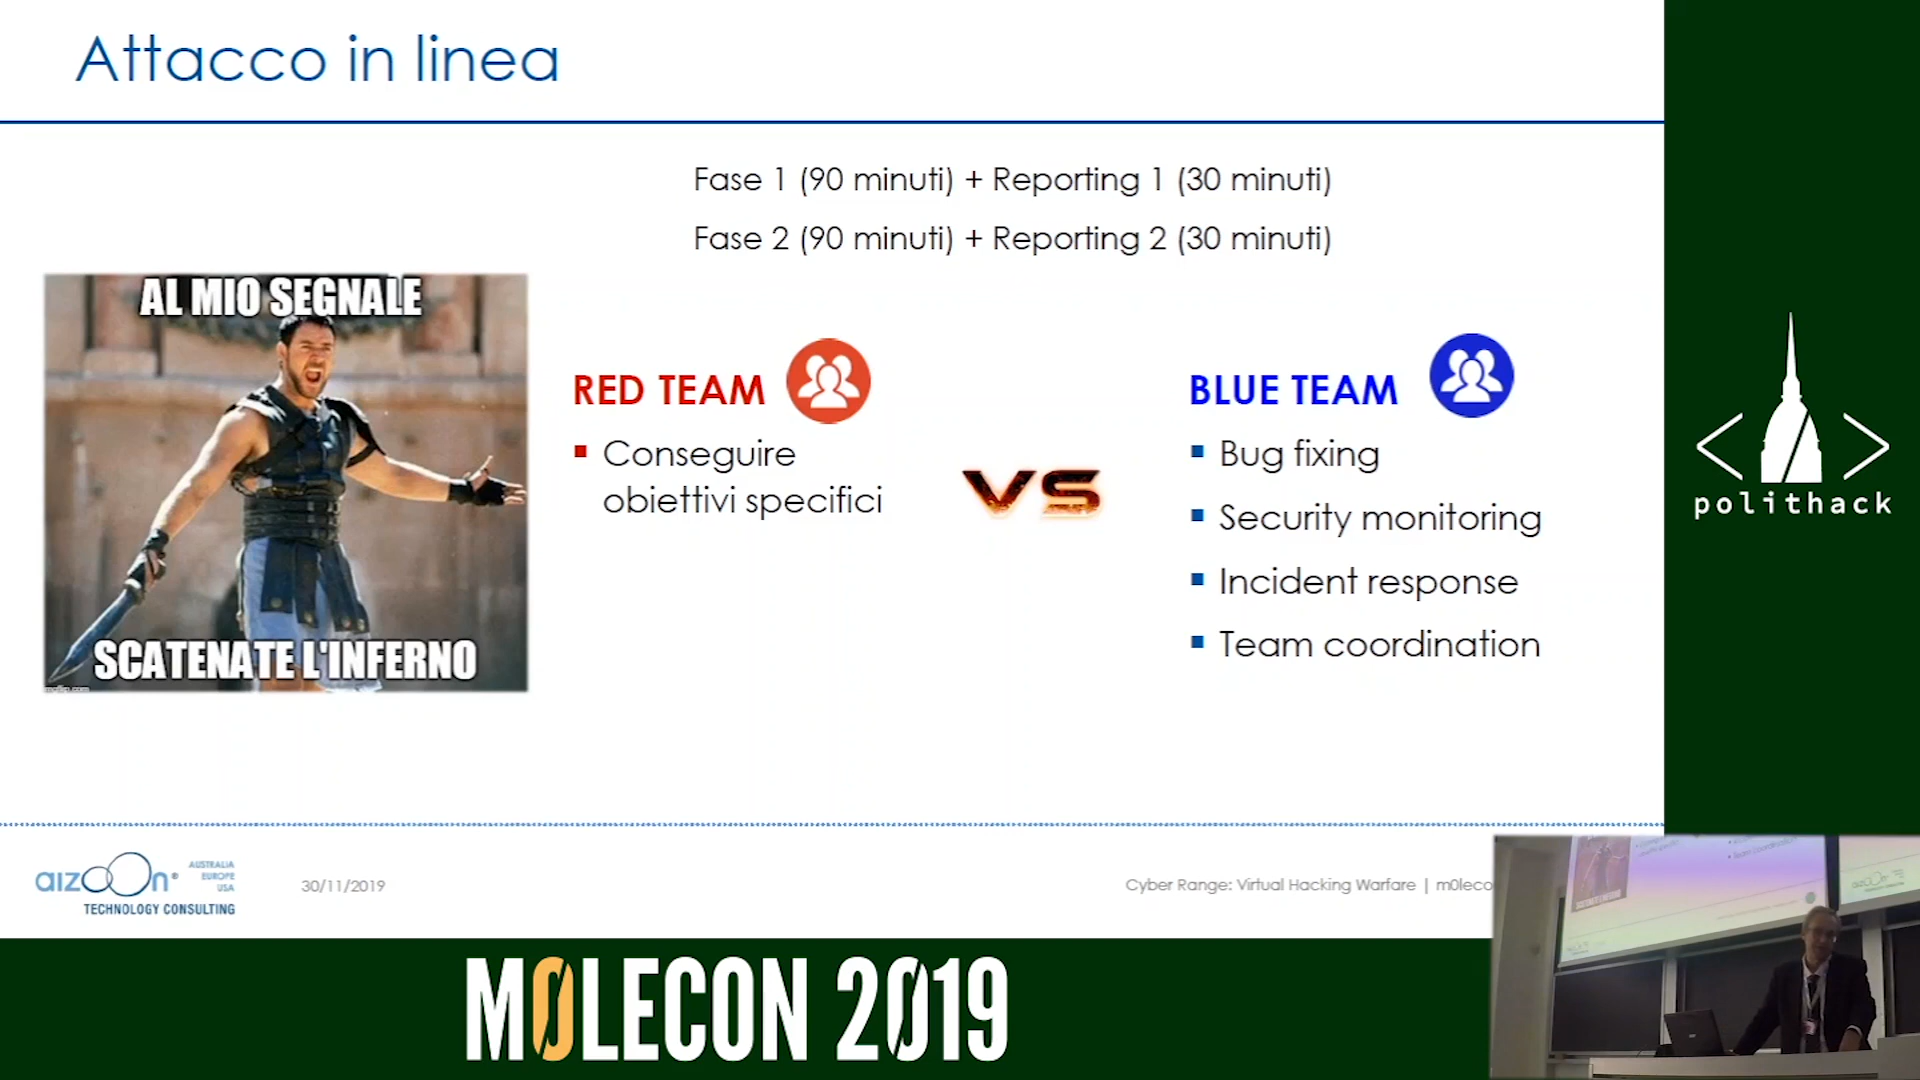 Attacco in linea
Fase 1 (90 minuti) + Reporting 1 (30 minuti)
Fase 2 (90 minuti) + Reporting 2 (30 minuti)
AL MIO SEGNALE
SCATENATE L'INFERNO
RED TEAM
Conseguire
obiettivi specifici
VS
BLUE TEAM
Bug fixing
Security monitoring
Incident response
Team coordination
< >
polithack
aizoOn®
AUSTRALIA
EUROPE
USA
TECHNOLOGY CONSULTING
30/11/2019
Cyber Range: Virtual Hacking Warfare | m0leco
M0LECON 2019